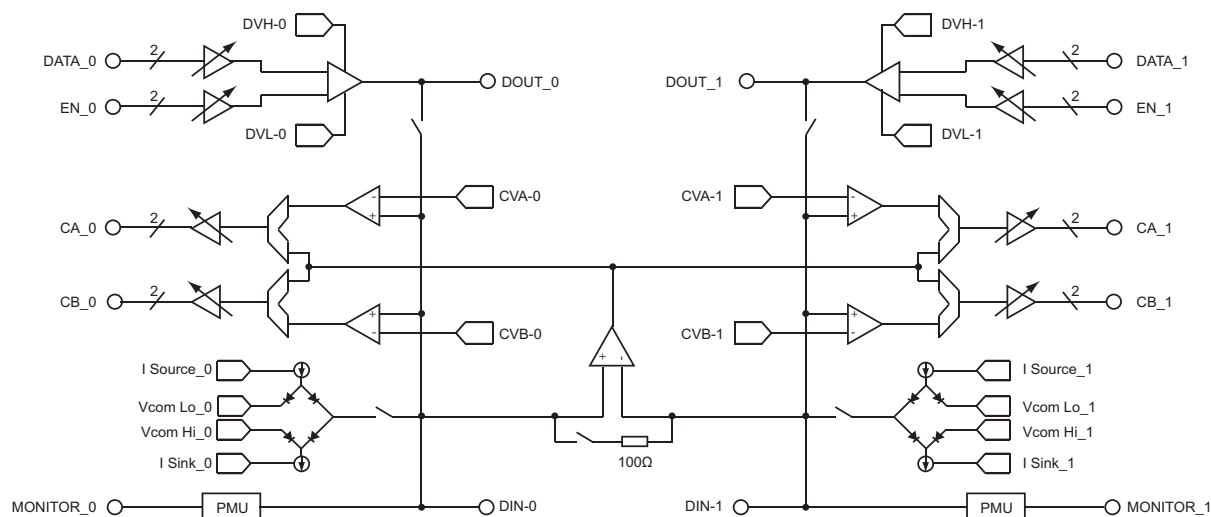 DVH-0 DVH-1
DATA_0 2 2 DATA_1
DOUT_0 DOUT_1
EN_0 2 2 EN_1
DVL-0 DVL-1
- CVA-0 CVA-1 -
+ +
CA_0 2 2 CA_1
CB_0 2 2 CB_1
+ +
- CVB-0 CVB-1 -
+ -
I Source_0 I Source_1
Vcom Lo_0 Vcom Lo_1
Vcom Hi_0 Vcom Hi_1
I Sink_0 100Ω I Sink_1
MONITOR_0 PMU DIN-0 DIN-1 PMU MONITOR_1